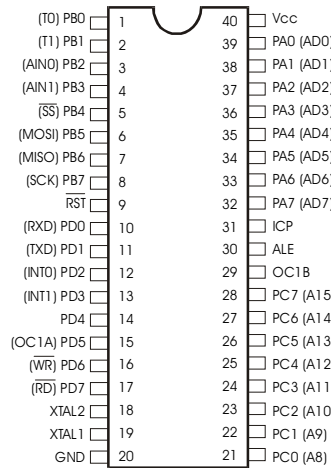 (T0) PB0 1 40 Vcc
(T1) PB1 2 39 PA0 (AD0)
(AIN0) PB2 3 38 PA1 (AD1)
(AIN1) PB3 4 37 PA2 (AD2)
(SS) PB4 5 36 PA3 (AD3)
(MOSI) PB5 6 35 PA4 (AD4)
(MISO) PB6 7 34 PA5 (AD5)
(SCK) PB7 8 33 PA6 (AD6)
RST 9 32 PA7 (AD7)
(RXD) PD0 10 31 ICP
(TXD) PD1 11 30 ALE
(INT0) PD2 12 29 OC1B
(INT1) PD3 13 28 PC7 (A15
PD4 14 27 PC6 (A14
(OC1A) PD5 15 26 PC5 (A13
(WR) PD6 16 25 PC4 (A12
(RD) PD7 17 24 PC3 (A11
XTAL2 18 23 PC2 (A10
XTAL1 19 22 PC1 (A9)
GND 20 21 PC0 (A8)